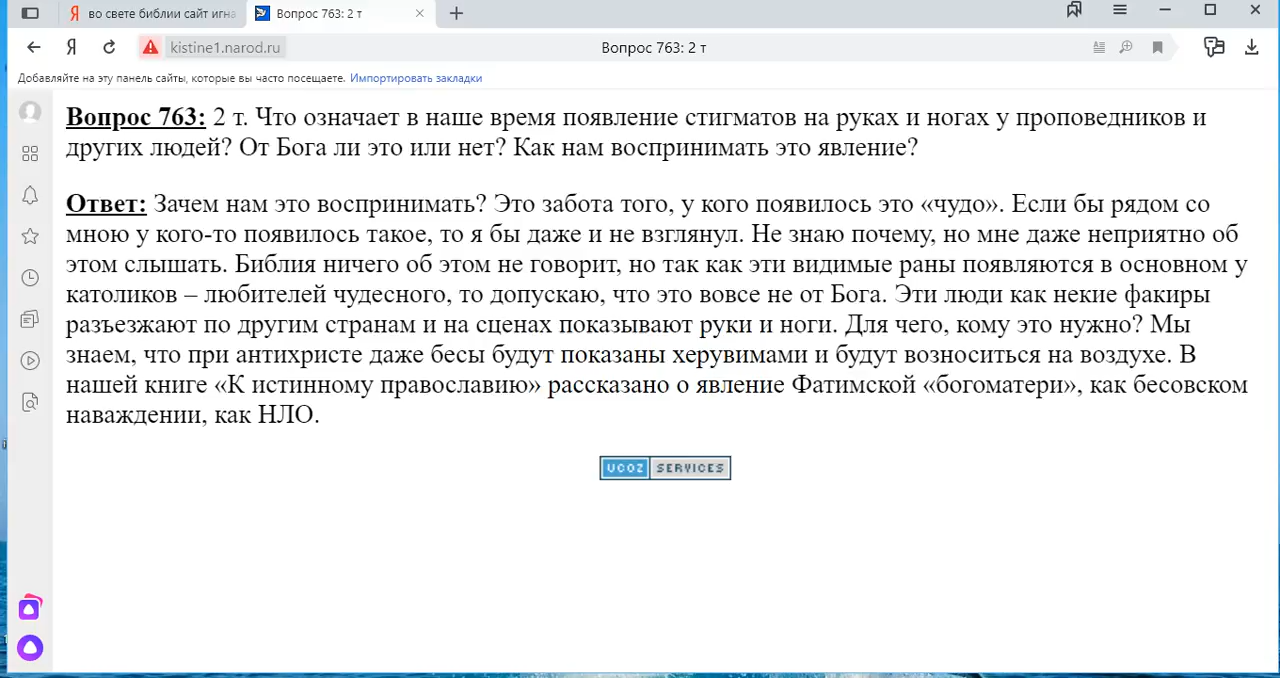 во свете библии сайт игна
Вопрос 763: 2 т
kistine1.narod.ru
Вопрос 763: 2 т
Добавляйте на эту панель сайты, которые вы часто посещаете. Импортировать закладки
Вопрос 763: 2 т. Что означает в наше время появление стигматов на руках и ногах у проповедников и
других людей? От Бога ли это или нет? Как нам воспринимать это явление?
Ответ: Зачем нам это воспринимать? Это забота того, у кого появилось это «чудо». Если бы рядом со
мною у кого-то появилось такое, то я бы даже и не взглянул. Не знаю почему, но мне даже неприятно об
этом слышать. Библия ничего об этом не говорит, но так как эти видимые раны появляются в основном у
католиков – любителей чудесного, то допускаю, что это вовсе не от Бога. Эти люди как некие факиры
разъезжают по другим странам и на сценах показывают руки и ноги. Для чего, кому это нужно? Мы
знаем, что при антихристе даже бесы будут показаны херувимами и будут возноситься на воздухе. В
нашей книге «К истинному православию» рассказано о явление Фатимской «богоматери», как бесовском
наваждении, как НЛО.
UCOZ SERVICES